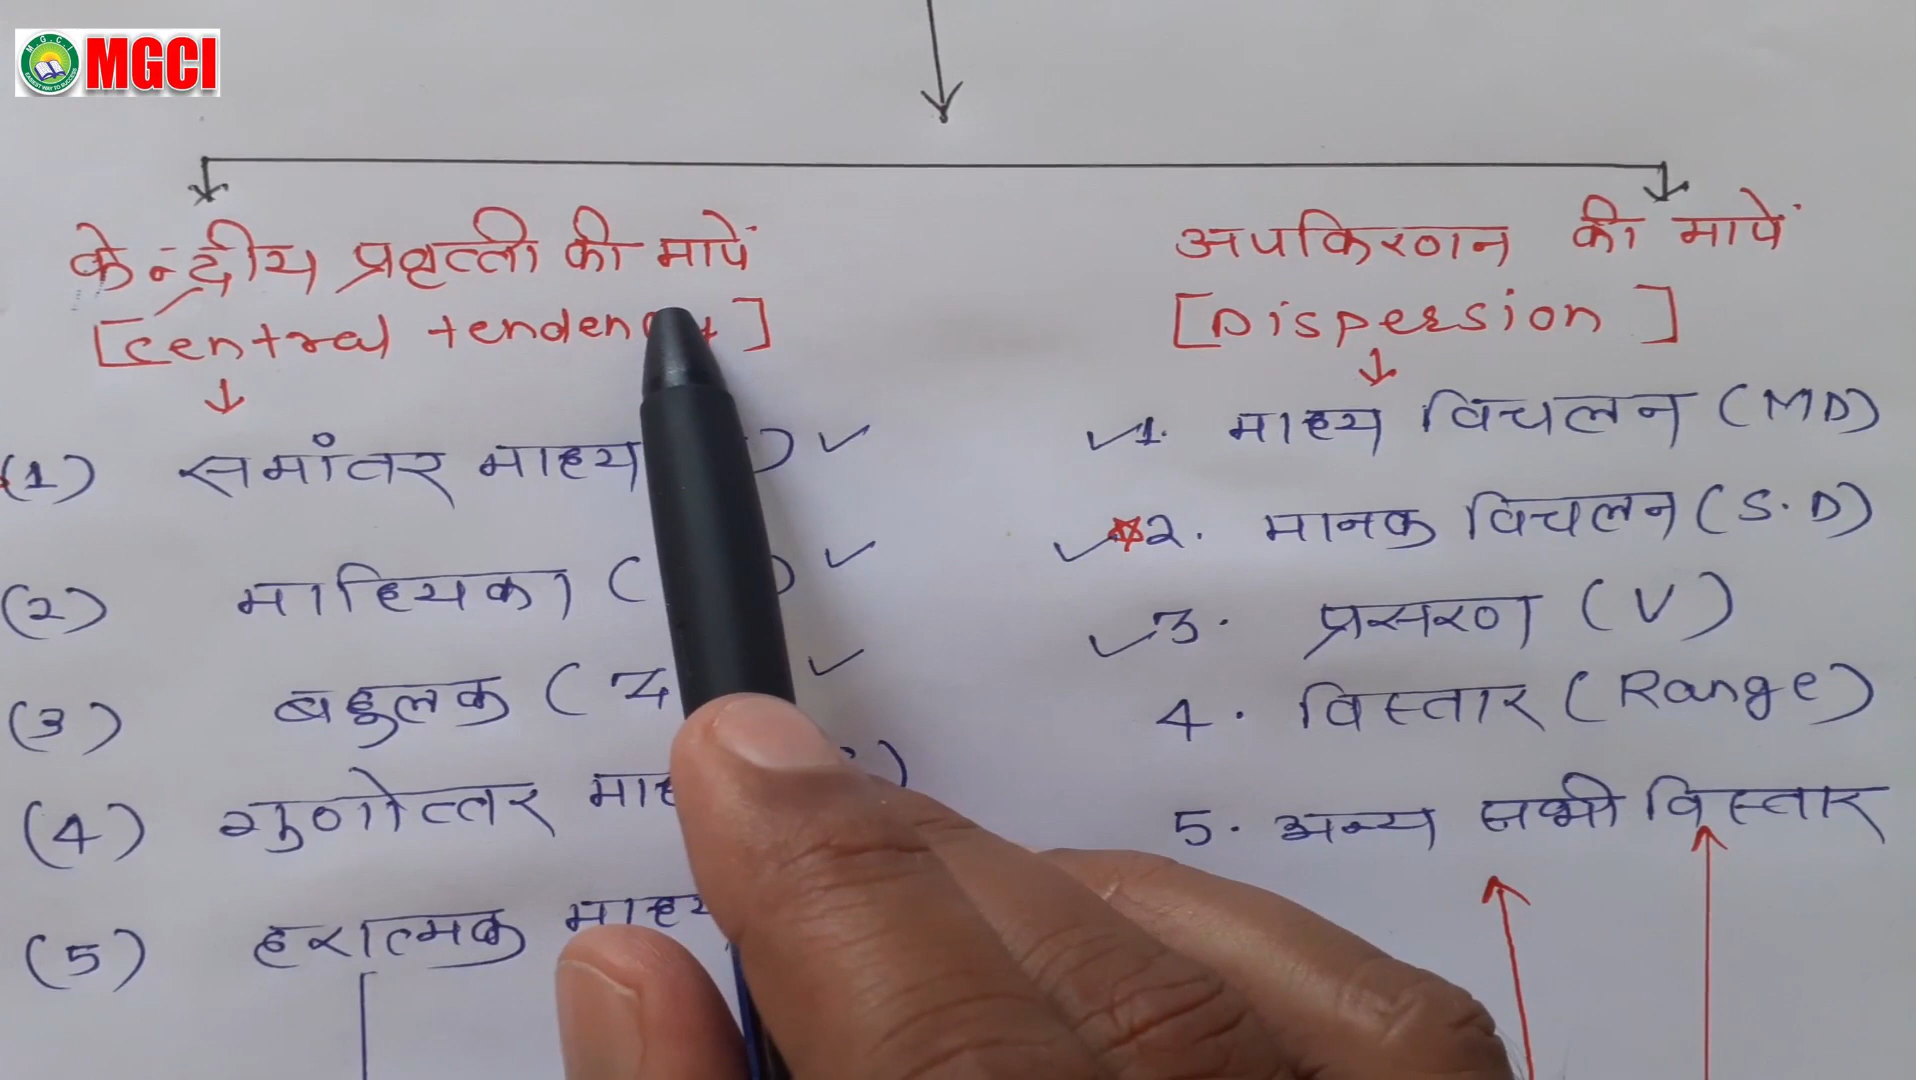 MGCI
केन्द्रीय प्रवृत्ती की मापें
[Central tendency]
(1) समांतर माध्य
(2) माध्यिका (
(3) बहुलक ( Z
(4) गुणोत्तर
(5) हरात्मक माध्य
अपकिरणन की मापें
[Dispersion]
1. माध्य विचलन (MD)
2. मानक विचलन (S.D)
3. प्रसरण (V)
4. विस्तार (Range)
5. अन्य सभी विस्तार